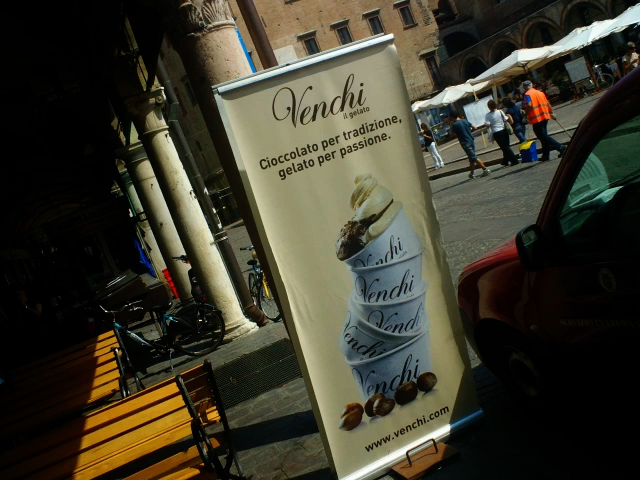 Venchi
il gelato
Cioccolato per tradizione,
gelato per passione.
Venchi
Venchi
Venchi
Venchi
Venchi
www.venchi.com